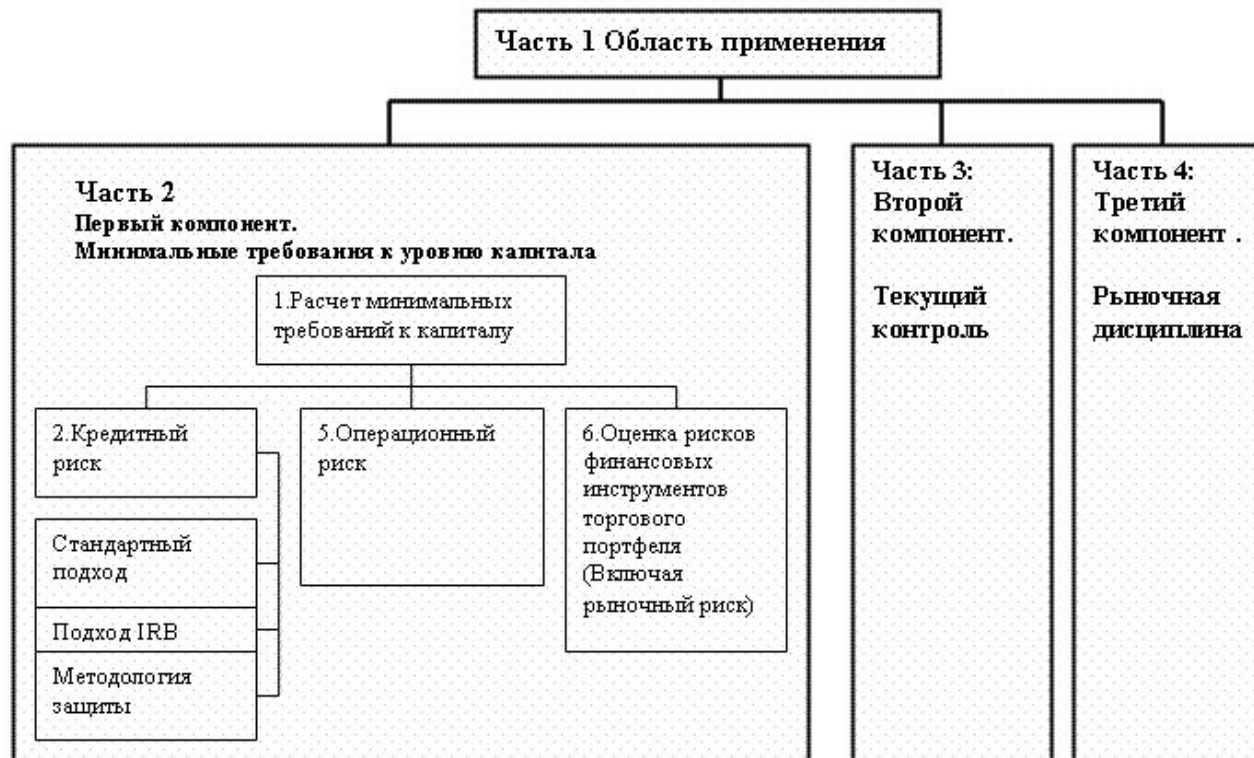 Часть 1 Область применения
Часть 2
Первый компонент.
Минимальные требования к уровню капитала
1.Расчет минимальных
требований к капиталу
2.Кредитный
риск
Стандартный
подход
Подход IRB
Методология
защиты
5.Операционный
риск
6.Оценка рисков
финансовых
инструментов
торгового
портфеля
(Включая
рыночный риск)
Часть 3:
Второй
компонент.
Текущий
контроль
Часть 4:
Третий
компонент .
Рыночная
дисциплина